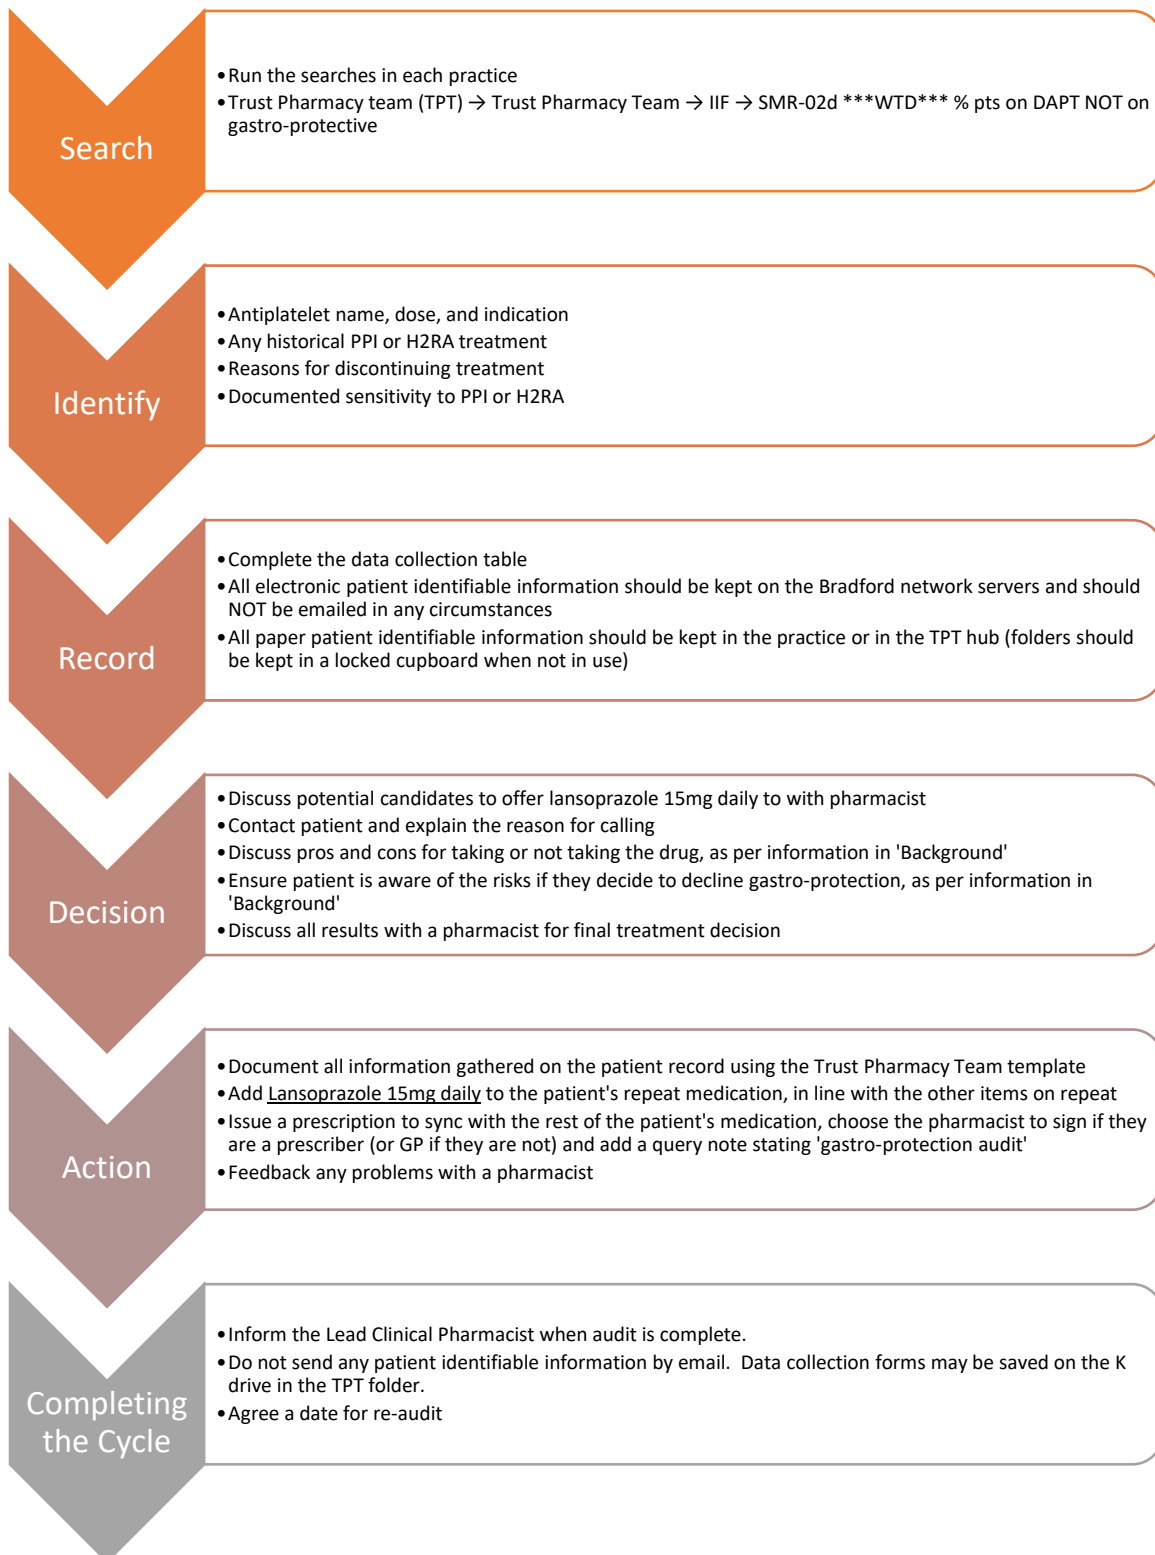 Search
•Run the searches in each practice
•Trust Pharmacy team (TPT) → Trust Pharmacy Team → IIF → SMR-02d ***WTD*** % pts on DAPT NOT on
gastro-protective
Identify
•Antiplatelet name, dose, and indication
•Any historical PPI or H2RA treatment
•Reasons for discontinuing treatment
•Documented sensitivity to PPI or H2RA
Record
•Complete the data collection table
•All electronic patient identifiable information should be kept on the Bradford network servers and should
NOT be emailed in any circumstances
•All paper patient identifiable information should be kept in the practice or in the TPT hub (folders should
be kept in a locked cupboard when not in use)
Decision
•Discuss potential candidates to offer lansoprazole 15mg daily to with pharmacist
•Contact patient and explain the reason for calling
•Discuss pros and cons for taking or not taking the drug, as per information in 'Background'
•Ensure patient is aware of the risks if they decide to decline gastro-protection, as per information in
'Background'
•Discuss all results with a pharmacist for final treatment decision
Action
•Document all information gathered on the patient record using the Trust Pharmacy Team template
•Add Lansoprazole 15mg daily to the patient's repeat medication, in line with the other items on repeat
•Issue a prescription to sync with the rest of the patient's medication, choose the pharmacist to sign if they
are a prescriber (or GP if they are not) and add a query note stating 'gastro-protection audit'
•Feedback any problems with a pharmacist
Completing
the Cycle
•Inform the Lead Clinical Pharmacist when audit is complete.
•Do not send any patient identifiable information by email.  Data collection forms may be saved on the K
drive in the TPT folder.
•Agree a date for re-audit